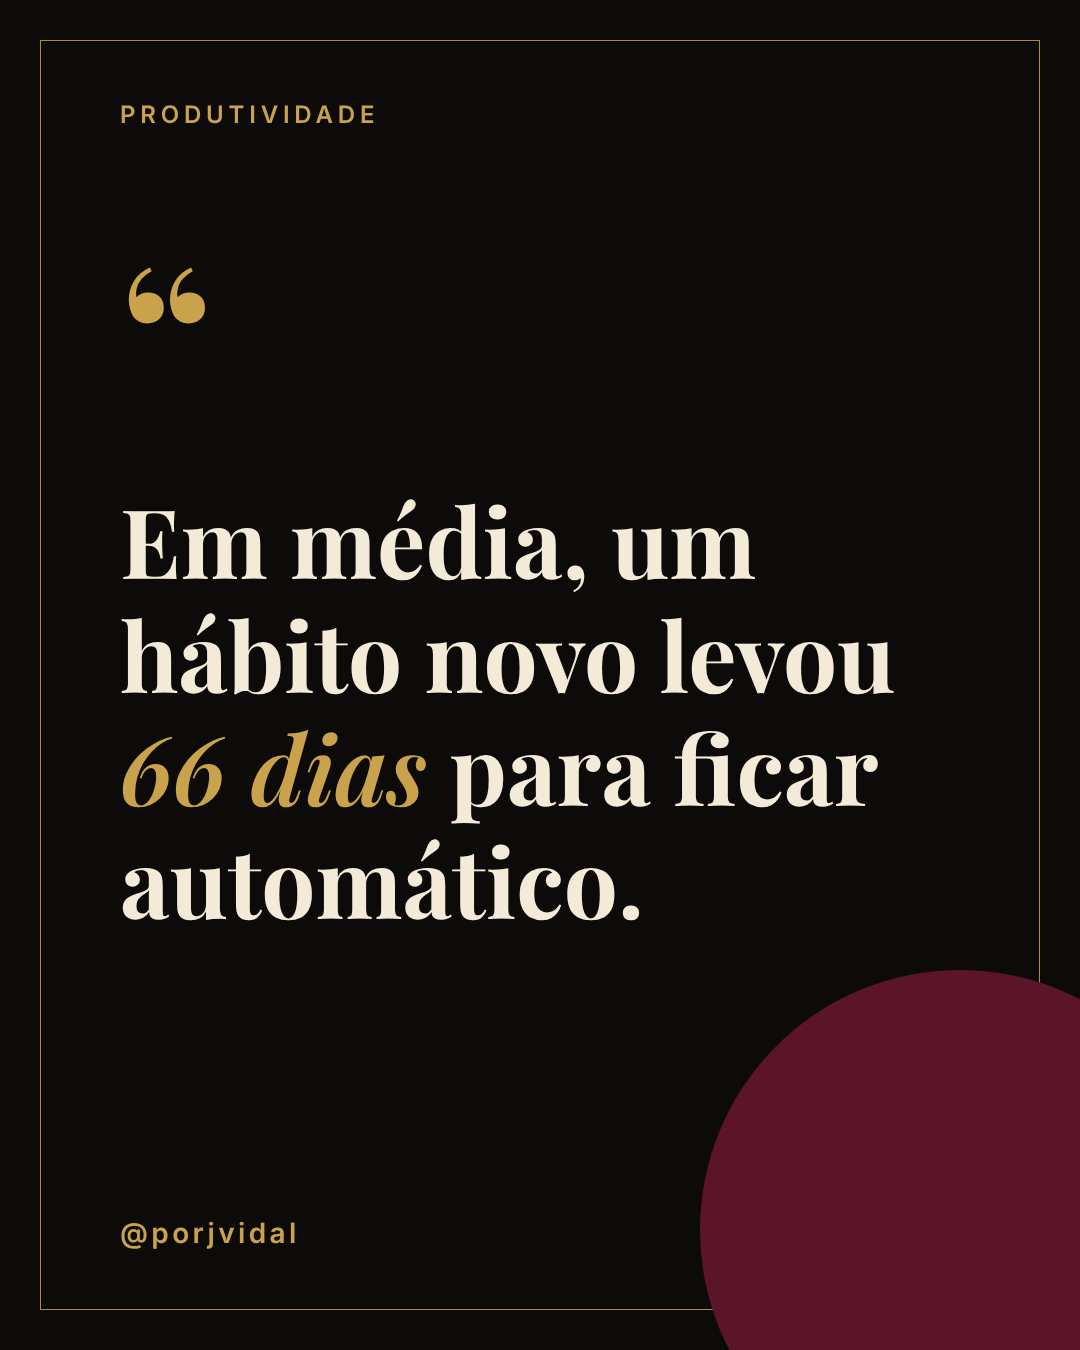 PRODUTIVIDADE
“
Em média, um
hábito novo levou
66 dias para ficar
automático.
@porjvidal